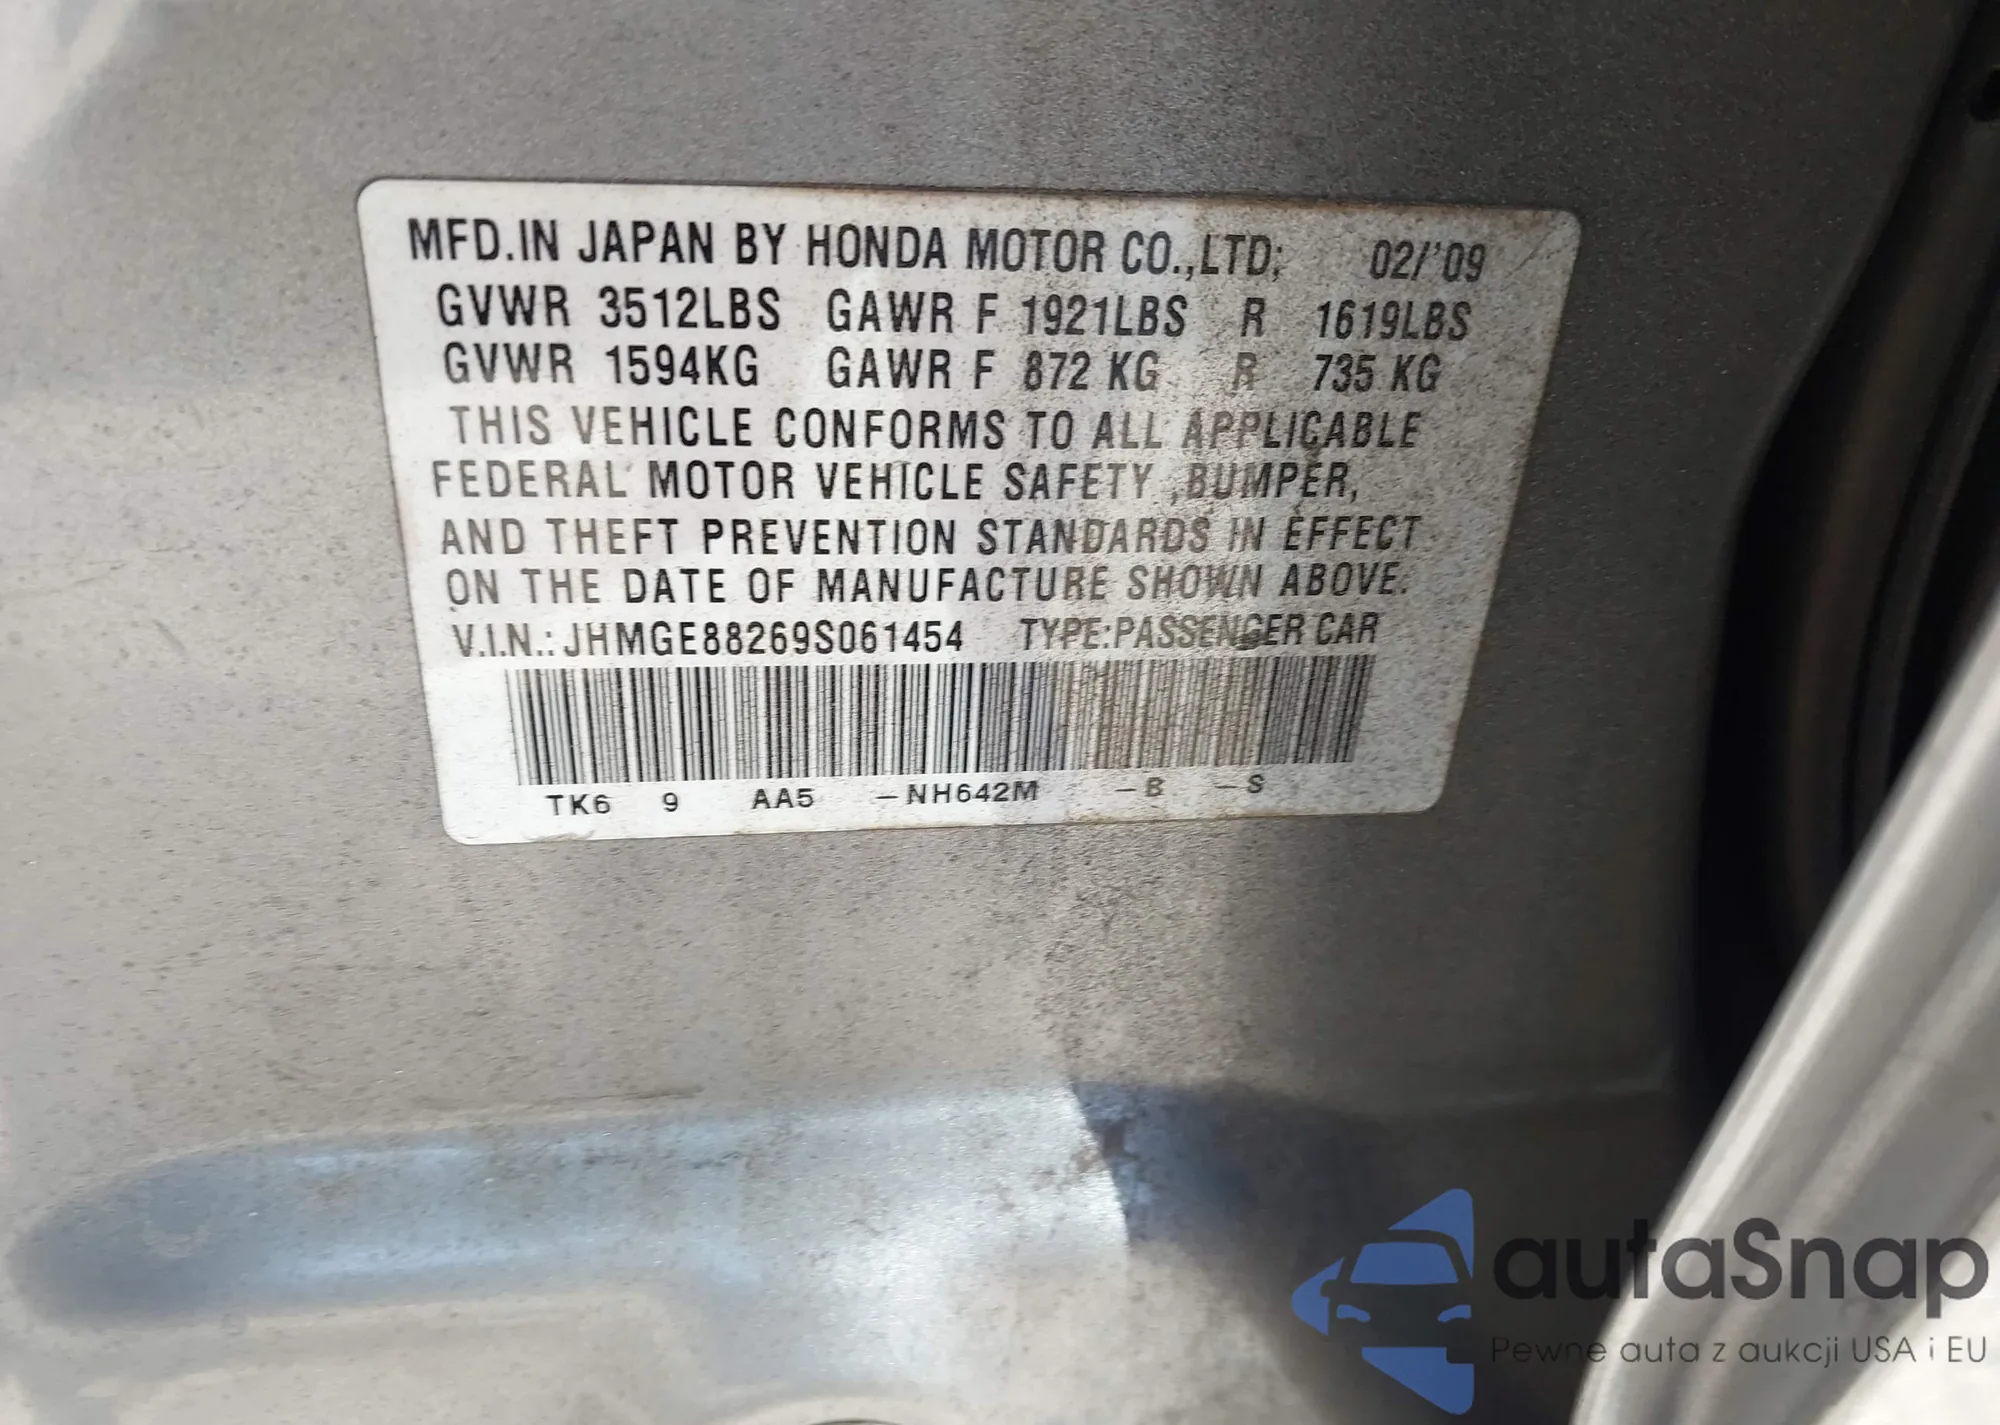 MFD.IN JAPAN BY HONDA MOTOR CO.,LTD; 02/'09
GVWR 3512LBS GAWR F 1921LBS R 1619LBS
GVWR 1594KG GAWR F 872 KG R 735 KG
THIS VEHICLE CONFORMS TO ALL APPLICABLE
FEDERAL MOTOR VEHICLE SAFETY ,BUMPER,
AND THEFT PREVENTION STANDARDS IN EFFECT
ON THE DATE OF MANUFACTURE SHOWN ABOVE.
V.I.N.: JHMGE88269S061454 TYPE:PASSENGER CAR
TK6 9 AA5 -NH642M -B -S
autaSnap
Pewne auta z aukcji USA i EU